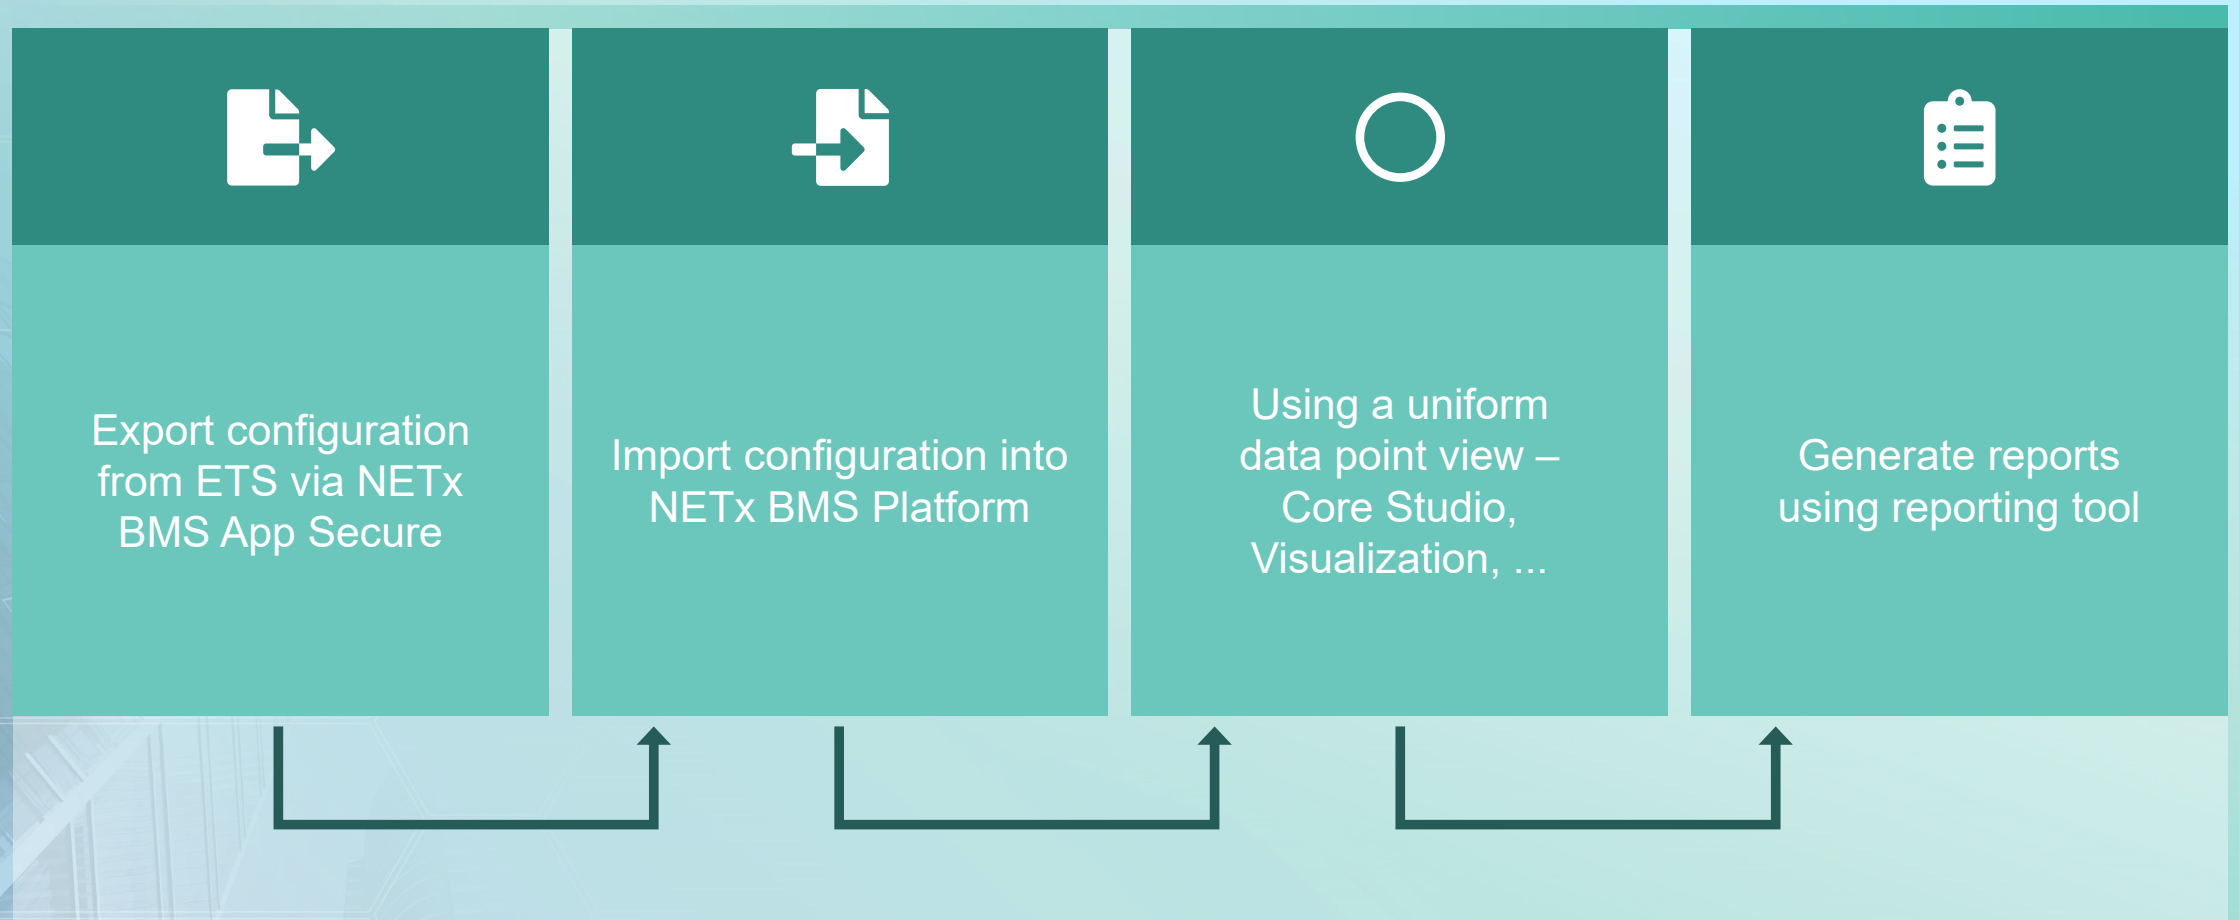 Export configuration
from ETS via NETx
BMS App Secure
Import configuration into
NETx BMS Platform
Using a uniform
data point view –
Core Studio,
Visualization, ...
Generate reports
using reporting tool